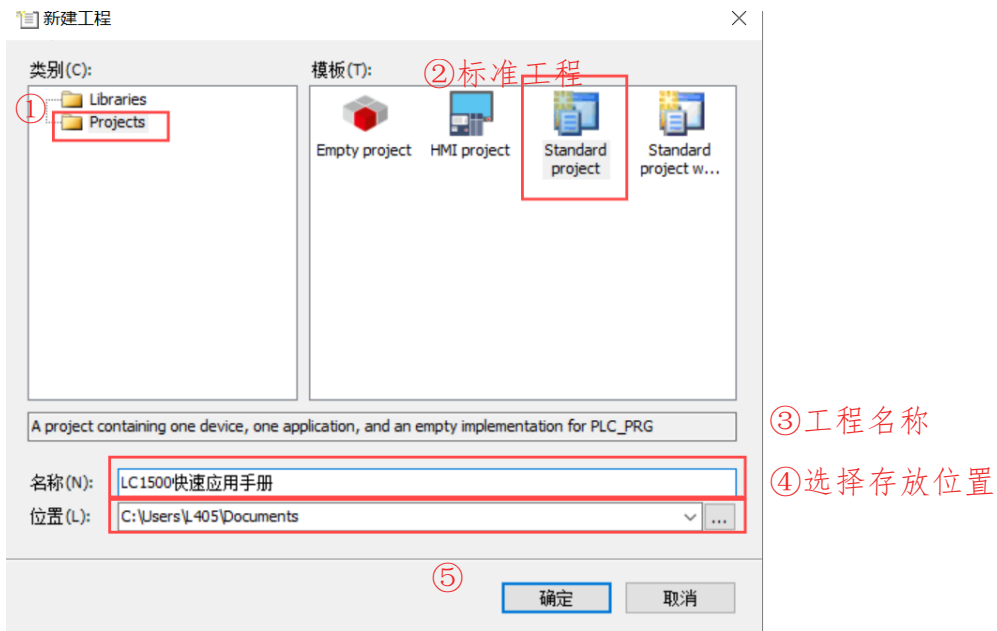 新建工程
类别(C):
模板(T):
②标准工程
①
Libraries
Projects
Empty project
HMI project
Standard
project
Standard
project w...
A project containing one device, one application, and an empty implementation for PLC_PRG
③工程名称
名称(N):
LC1500快速应用手册
④选择存放位置
位置(L):
C:\Users\L405\Documents
...
⑤
确定
取消